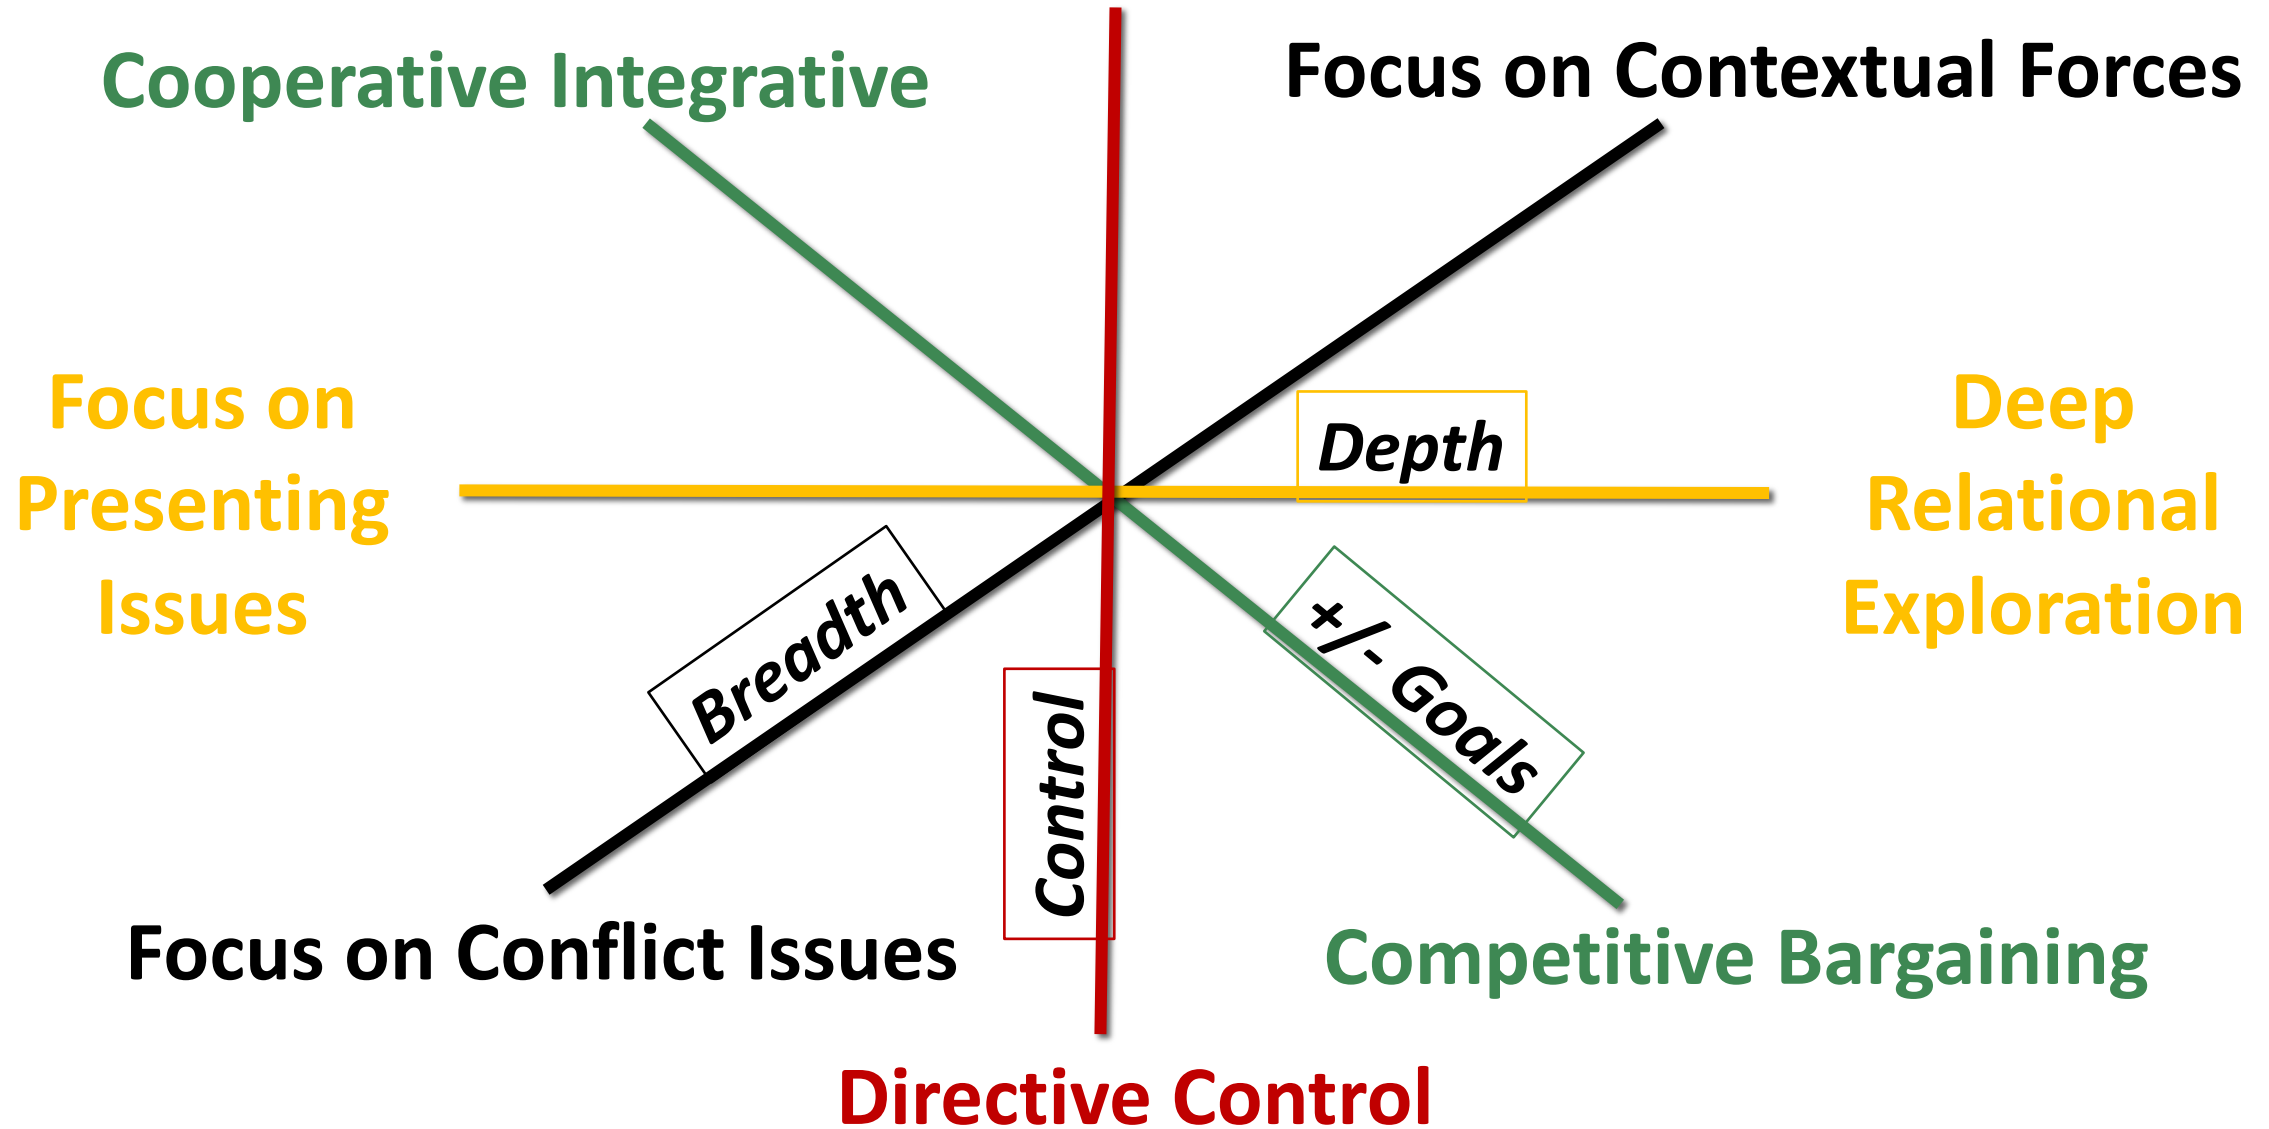 Cooperative Integrative
Focus on Contextual Forces
Focus on
Presenting
Issues
Depth
Deep
Relational
Exploration
Breadth
Control
+/- Goals
Focus on Conflict Issues
Competitive Bargaining
Directive Control